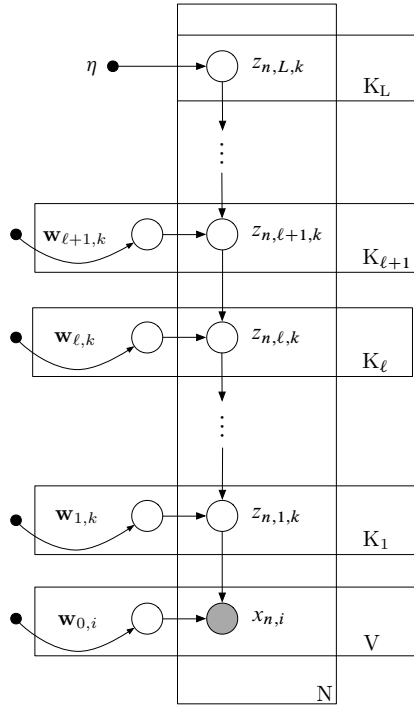 η z_{n,L,k}
K_L
⋮
w_{ℓ+1,k} z_{n,ℓ+1,k}
K_{ℓ+1}
w_{ℓ,k} z_{n,ℓ,k}
K_ℓ
⋮
w_{1,k} z_{n,1,k}
K_1
w_{0,i} x_{n,i}
V
N